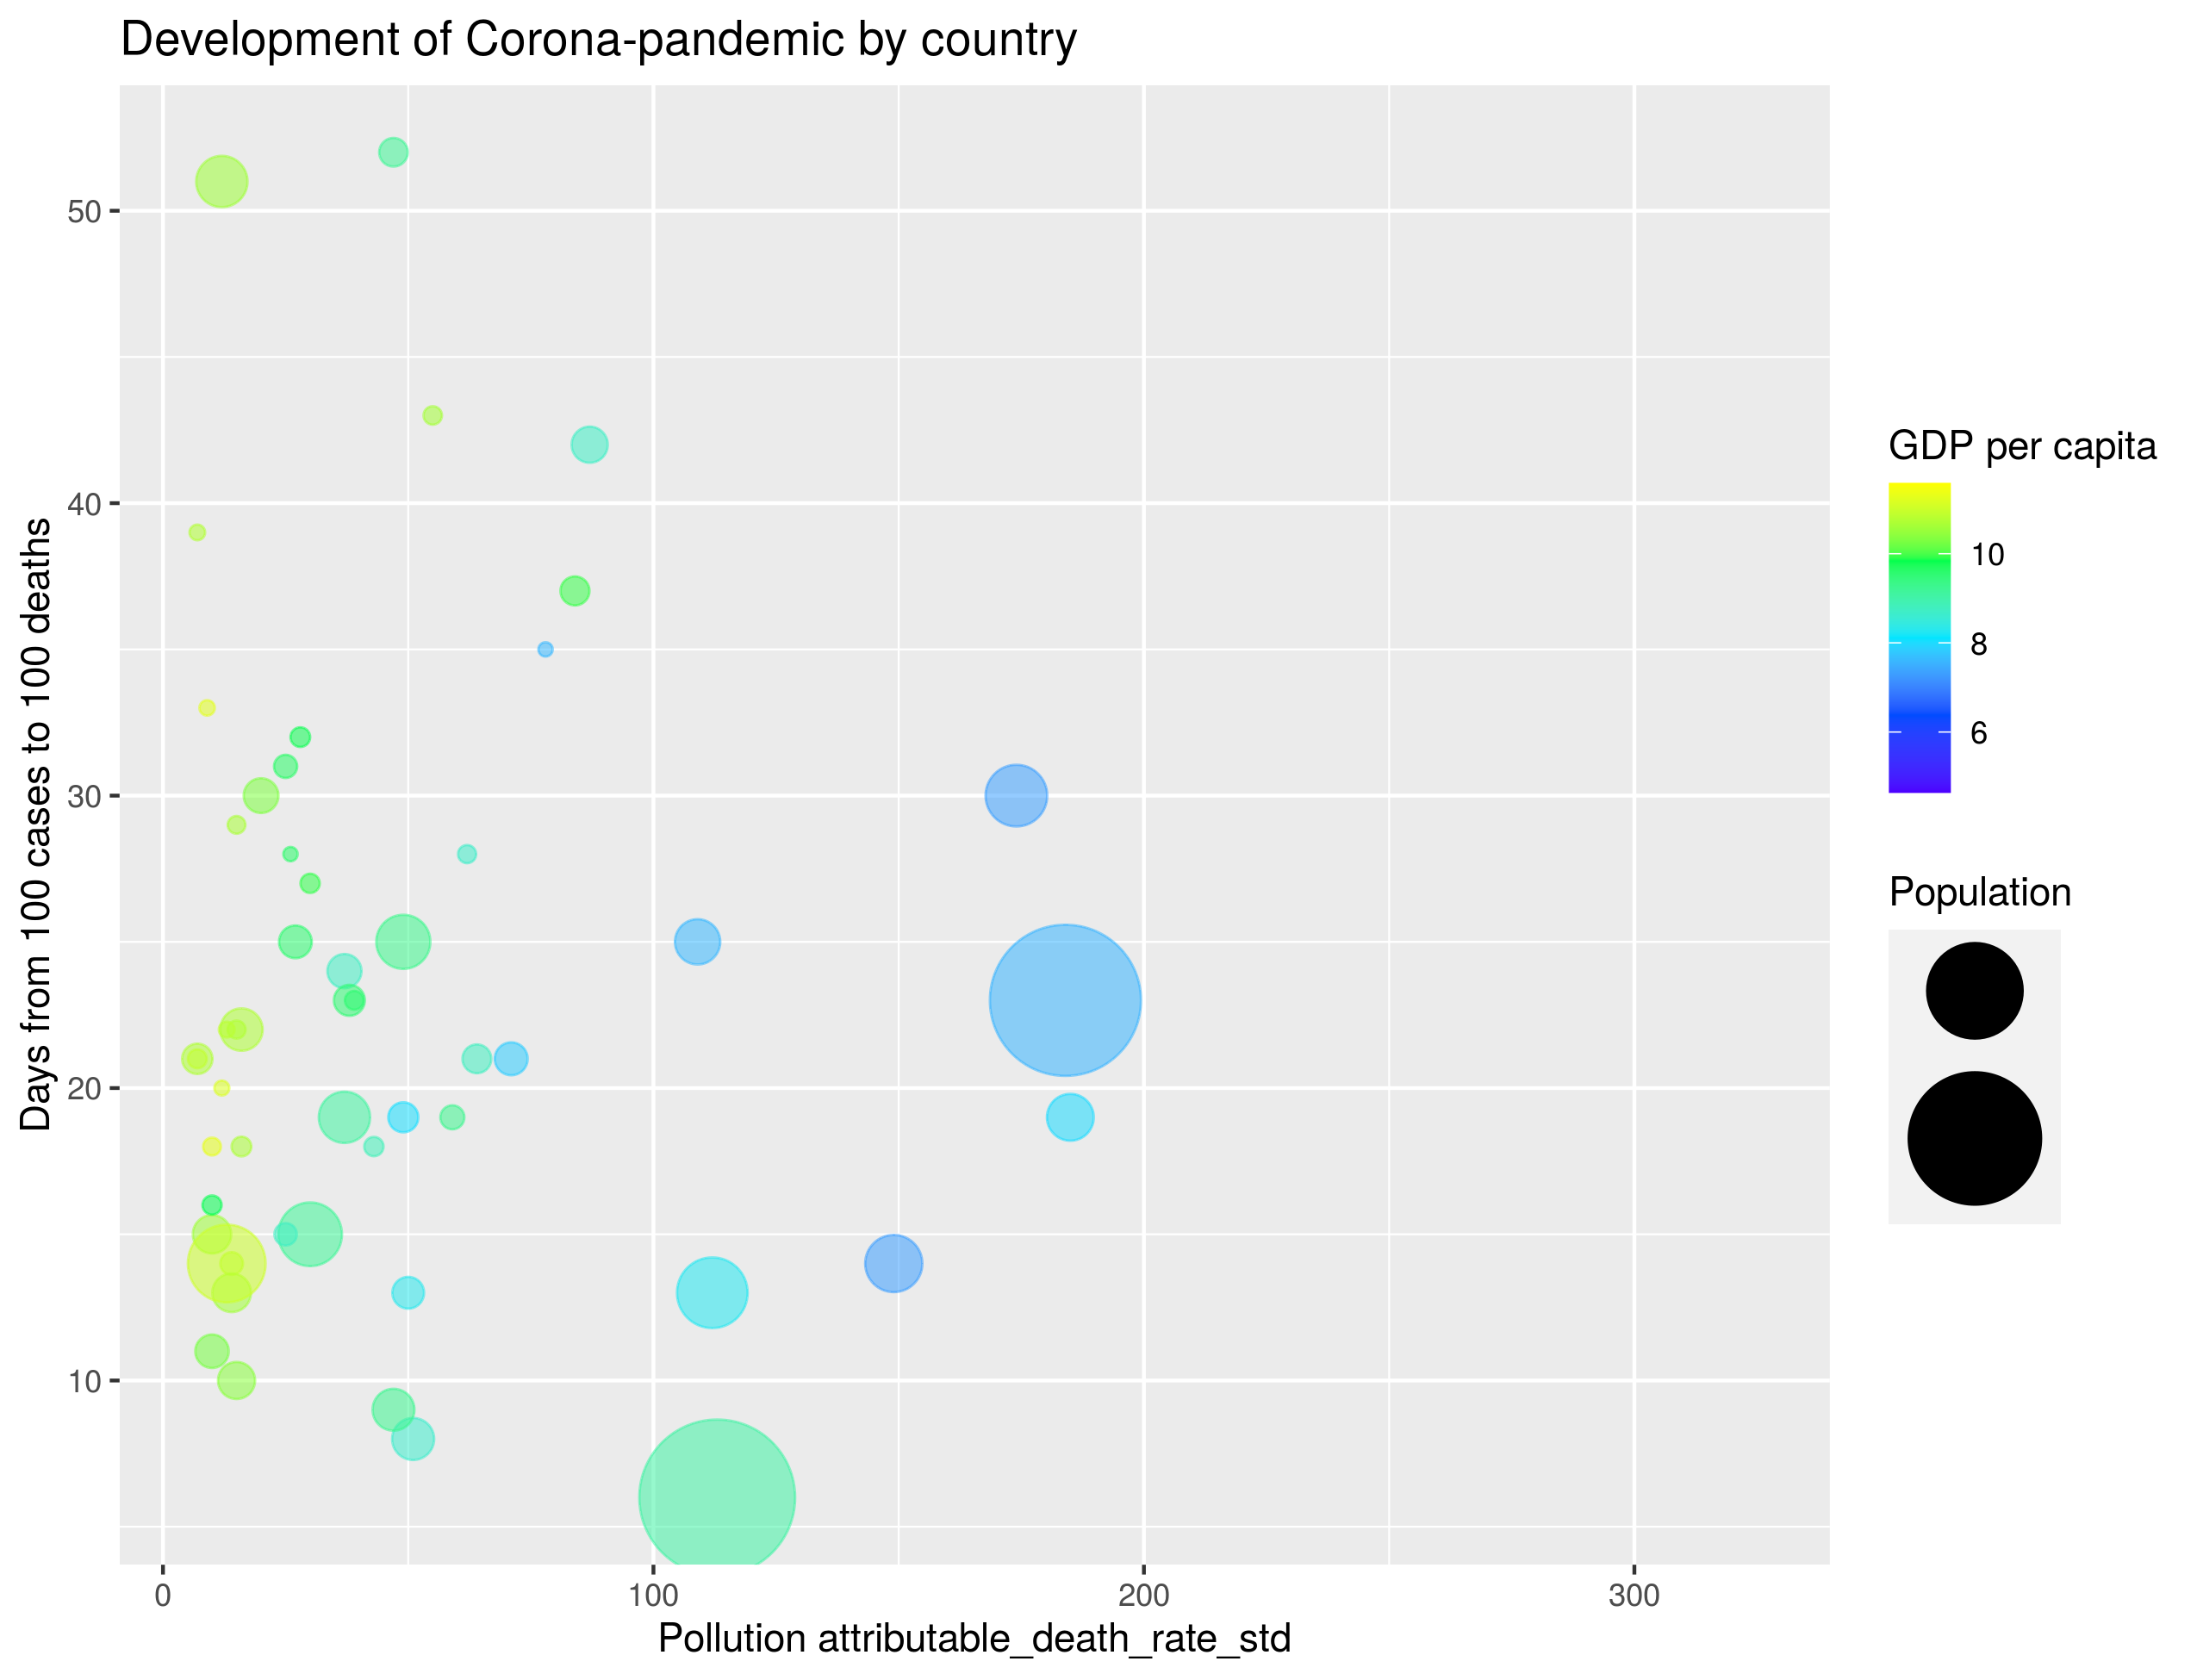 Development of Corona-pandemic by country
Days from 100 cases to 100 deaths
50
40
30
20
10
0
100
200
300
Pollution attributable_death_rate_std
GDP per capita
10
8
6
Population